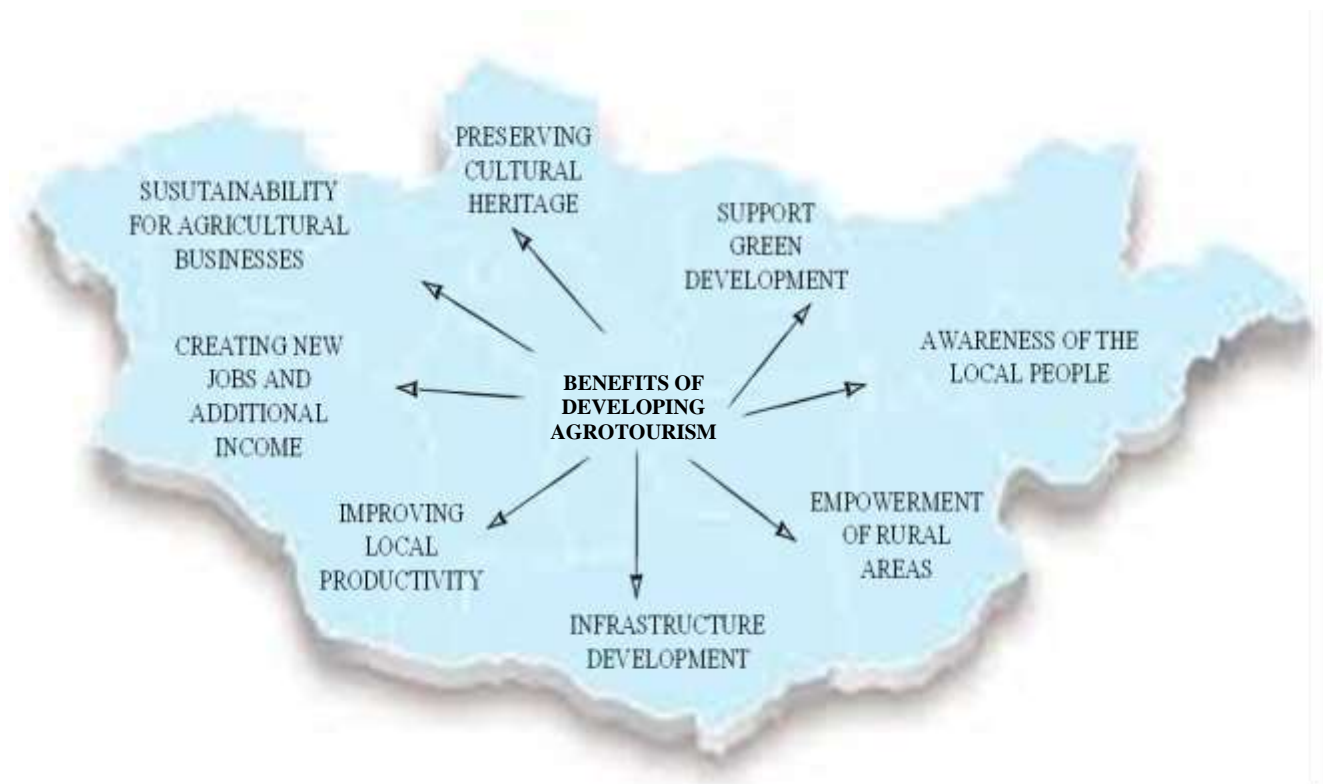 PRESERVING
CULTURAL
HERITAGE
SUSUTAINABILITY
FOR AGRICULTURAL
BUSINESSES
SUPPORT
GREEN
DEVELOPMENT
CREATING NEW
JOBS AND
ADDITIONAL
INCOME
BENEFITS OF
DEVELOPING
AGROTOURISM
AWARENESS OF THE
LOCAL PEOPLE
IMPROVING
LOCAL
PRODUCTIVITY
INFRASTRUCTURE
DEVELOPMENT
EMPOWERMENT
OF RURAL
AREAS